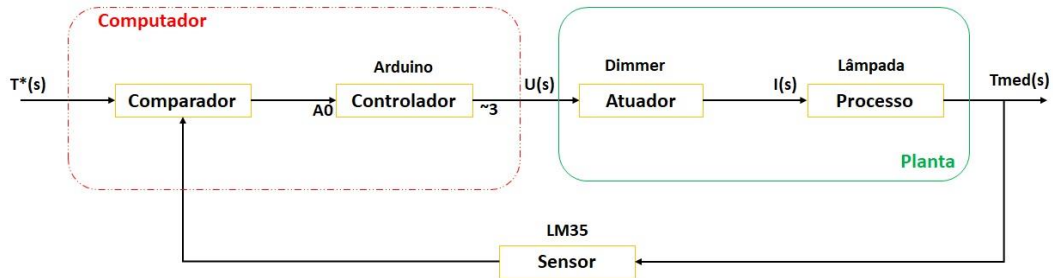 Computador
T*(s)
Comparador
A0
Arduino
Controlador
~3
U(s)
Dimmer
Atuador
I(s)
Lâmpada
Processo
Tmed(s)
Planta
LM35
Sensor